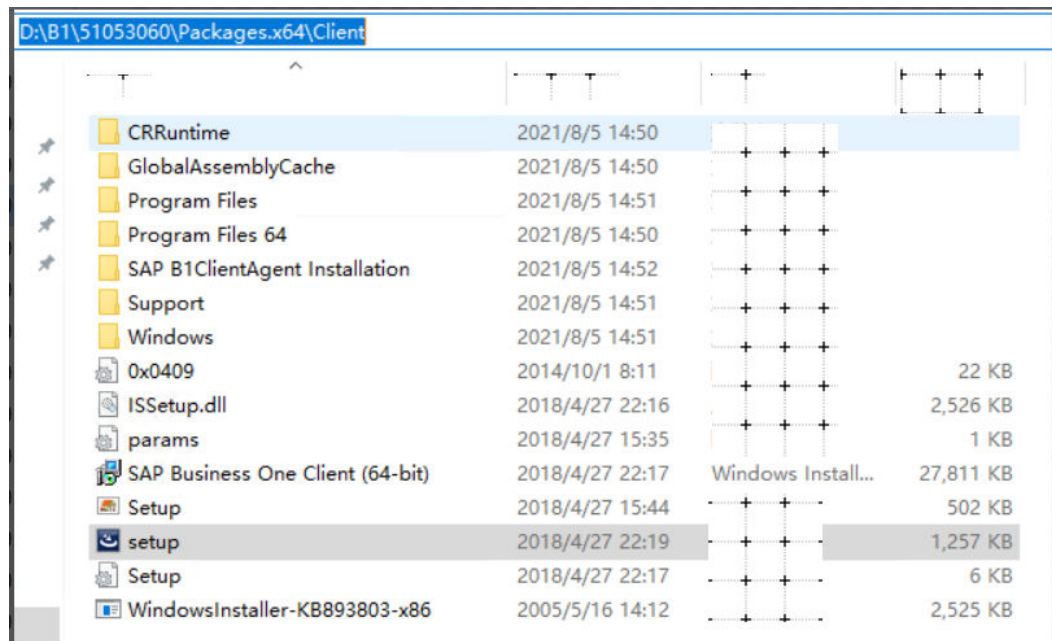 D:\B1\51053060\Packages.x64\Client
CRRuntime 2021/8/5 14:50
GlobalAssemblyCache 2021/8/5 14:50
Program Files 2021/8/5 14:51
Program Files 64 2021/8/5 14:50
SAP B1ClientAgent Installation 2021/8/5 14:52
Support 2021/8/5 14:51
Windows 2021/8/5 14:51
0x0409 2014/10/1 8:11 22 KB
ISSetup.dll 2018/4/27 22:16 2,526 KB
params 2018/4/27 15:35 1 KB
SAP Business One Client (64-bit) 2018/4/27 22:17 Windows Install... 27,811 KB
Setup 2018/4/27 15:44 502 KB
setup 2018/4/27 22:19 1,257 KB
Setup 2018/4/27 22:17 6 KB
WindowsInstaller-KB893803-x86 2005/5/16 14:12 2,525 KB